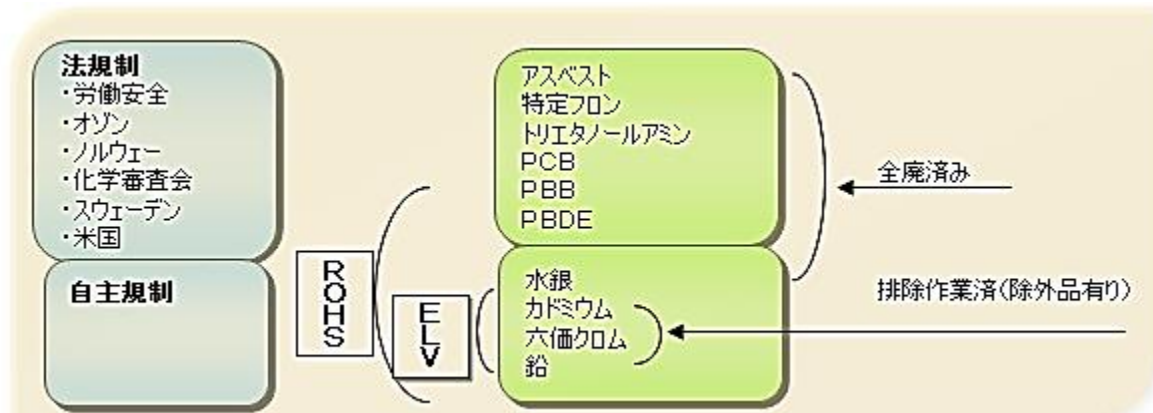 法規制
・労働安全
・オゾン
・ノルウェー
・化学審査会
・スウェーデン
・米国
自主規制
ROHS
ELV
アスベスト
特定フロン
トリエタノールアミン
PCB
PBB
PBDE
水銀
カドミウム
六価クロム
鉛
全廃済み
排除作業済(除外品有り)